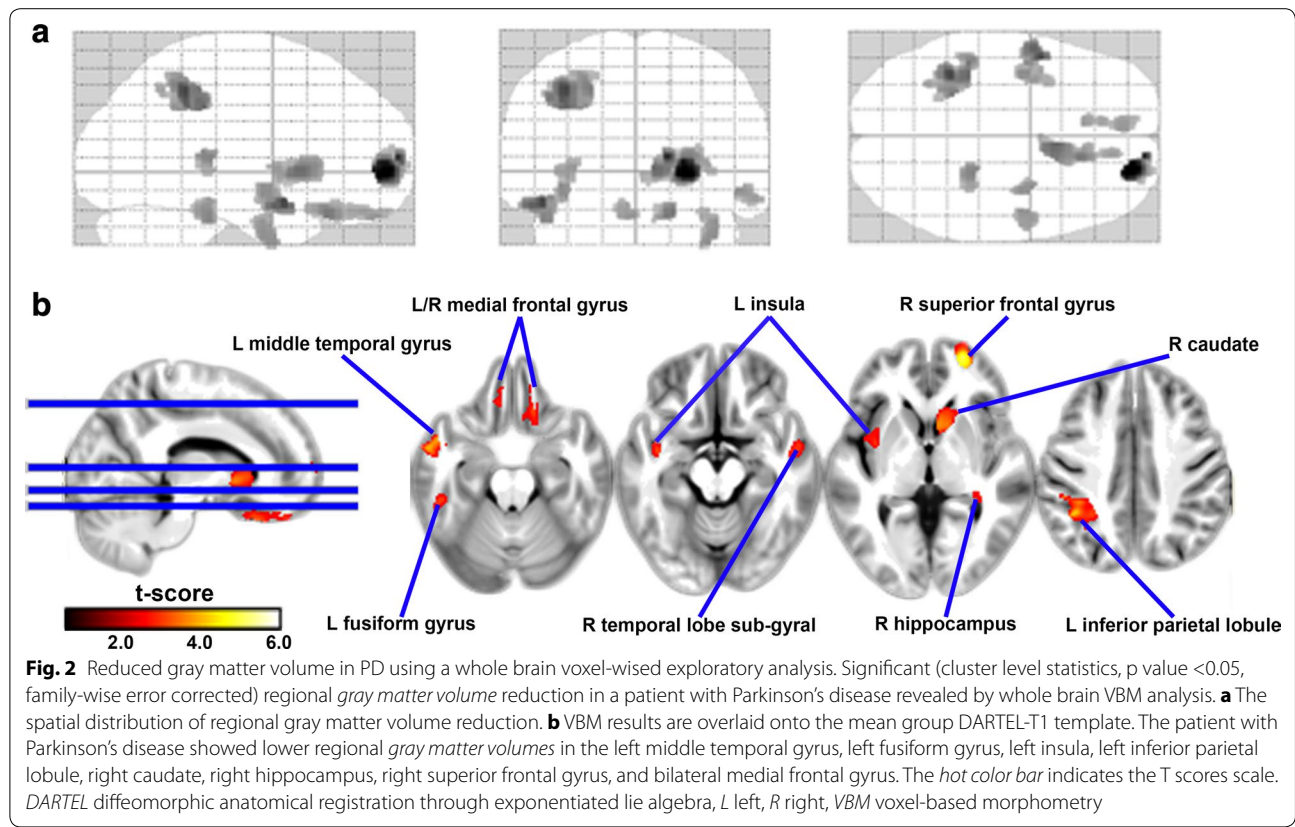 a
b
L/R medial frontal gyrus
L insula
R superior frontal gyrus
L middle temporal gyrus
R caudate
t-score
2.0 4.0 6.0
L fusiform gyrus
R temporal lobe sub-gyral
R hippocampus
L inferior parietal lobule
Fig. 2 Reduced gray matter volume in PD using a whole brain voxel-wised exploratory analysis. Significant (cluster level statistics, p value <0.05,
family-wise error corrected) regional gray matter volume reduction in a patient with Parkinson's disease revealed by whole brain VBM analysis. a The
spatial distribution of regional gray matter volume reduction. b VBM results are overlaid onto the mean group DARTEL-T1 template. The patient with
Parkinson's disease showed lower regional gray matter volumes in the left middle temporal gyrus, left fusiform gyrus, left insula, left inferior parietal
lobule, right caudate, right hippocampus, right superior frontal gyrus, and bilateral medial frontal gyrus. The hot color bar indicates the T scores scale.
DARTEL diffeomorphic anatomical registration through exponentiated lie algebra, L left, R right, VBM voxel-based morphometry